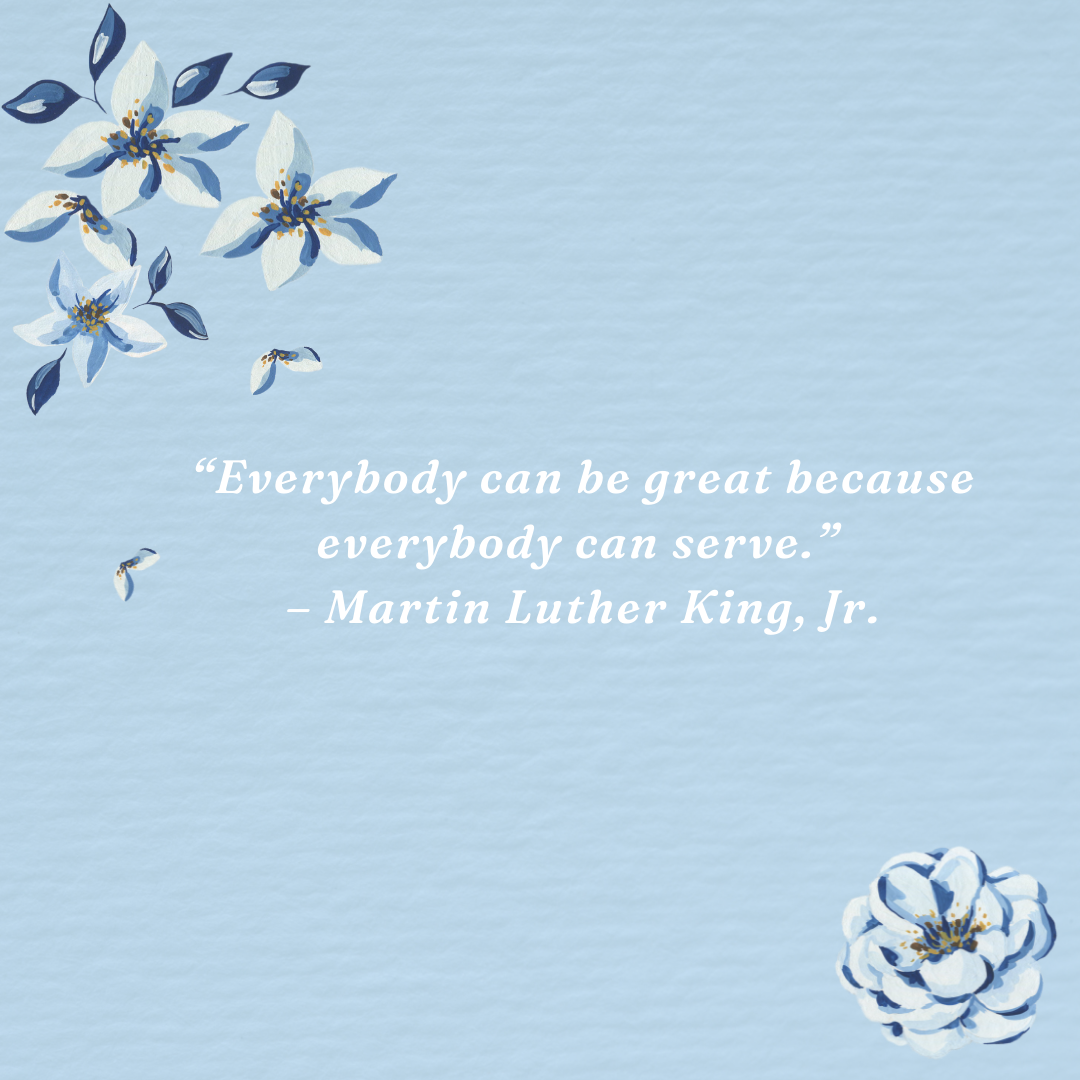 “Everybody can be great because
everybody can serve.”
– Martin Luther King, Jr.